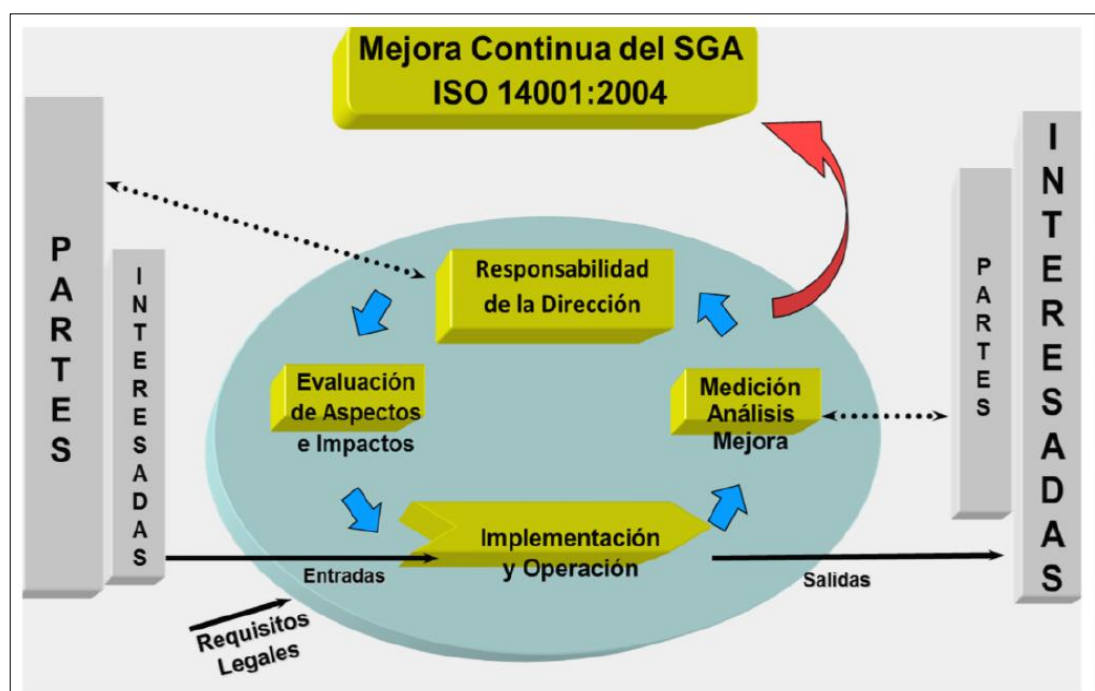 Mejora Continua del SGA
ISO 14001:2004
PARTES
INTERESADAS
Responsabilidad
de la Dirección
Evaluación
de Aspectos
e Impactos
Medición
Análisis
Mejora
Implementación
y Operación
Entradas
Salidas
Requisitos
Legales
PARTES
INTERESADAS